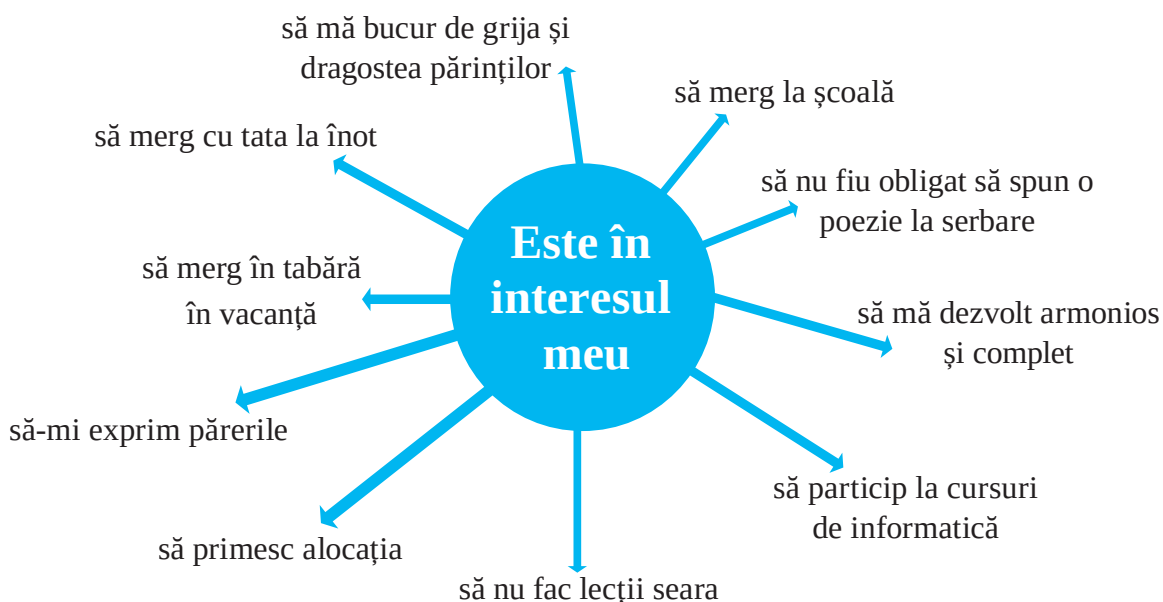 să mă bucur de grija și
dragostea părinților
să merg la școală
să merg cu tata la înot
să nu fiu obligat să spun o
poezie la serbare
Este în
interesul
meu
să merg în tabără
în vacanță
să mă dezvolt armonios
și complet
să-mi exprim părerile
să particip la cursuri
de informatică
să primesc alocația
să nu fac lecții seara